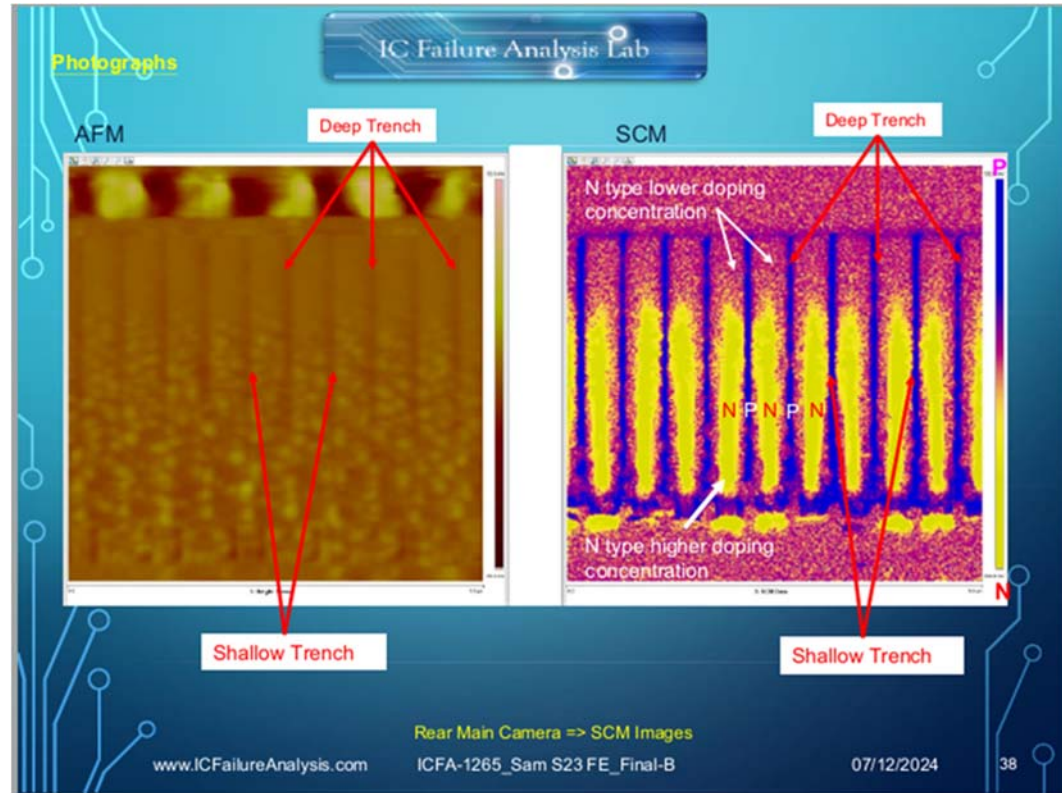 IC Failure Analysis Lab
Photographs
AFM
Deep Trench
SCM
Deep Trench
P
N type lower doping
concentration
N P N P N
N type higher doping
concentration
N
Shallow Trench
Shallow Trench
Rear Main Camera => SCM Images
www.ICFailureAnalysis.com
ICFA-1265_Sam S23 FE_Final-B
07/12/2024
38